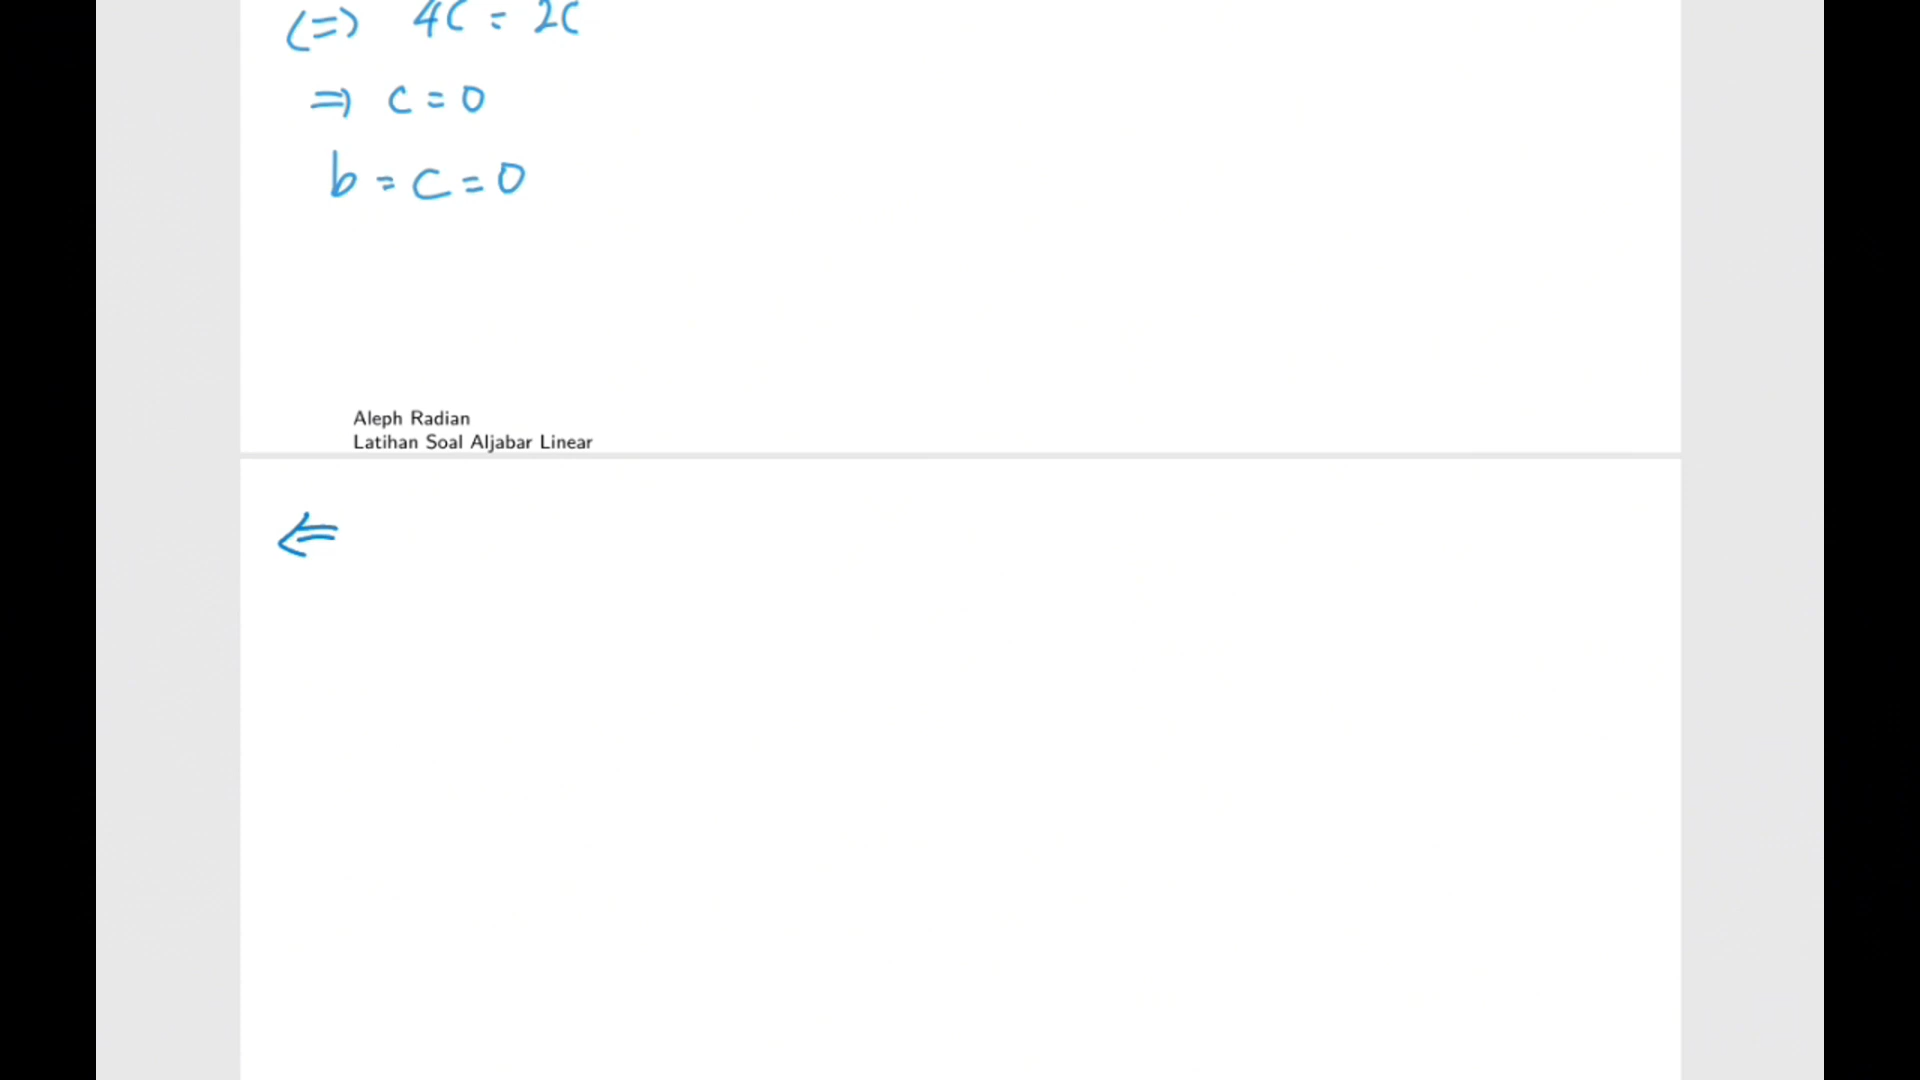 ⇔ 4c = 2c
⇒ c = 0
b = c = 0
Aleph Radian
Latihan Soal Aljabar Linear
⇐